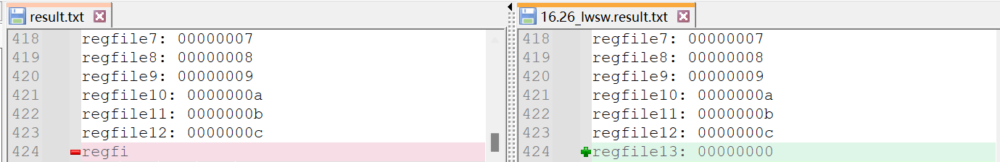 result.txt
418 regfile7: 00000007
419 regfile8: 00000008
420 regfile9: 00000009
421 regfile10: 0000000a
422 regfile11: 0000000b
423 regfile12: 0000000c
424 regfi
16.26_lwsw.result.txt
418 regfile7: 00000007
419 regfile8: 00000008
420 regfile9: 00000009
421 regfile10: 0000000a
422 regfile11: 0000000b
423 regfile12: 0000000c
424 regfile13: 00000000